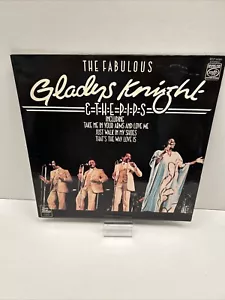 THE FABULOUS
Gladys Knight
& THE PIPS
INCLUDING
TAKE ME IN YOUR ARMS AND LOVE ME
JUST WALK IN MY SHOES
THAT'S THE WAY LOVE IS